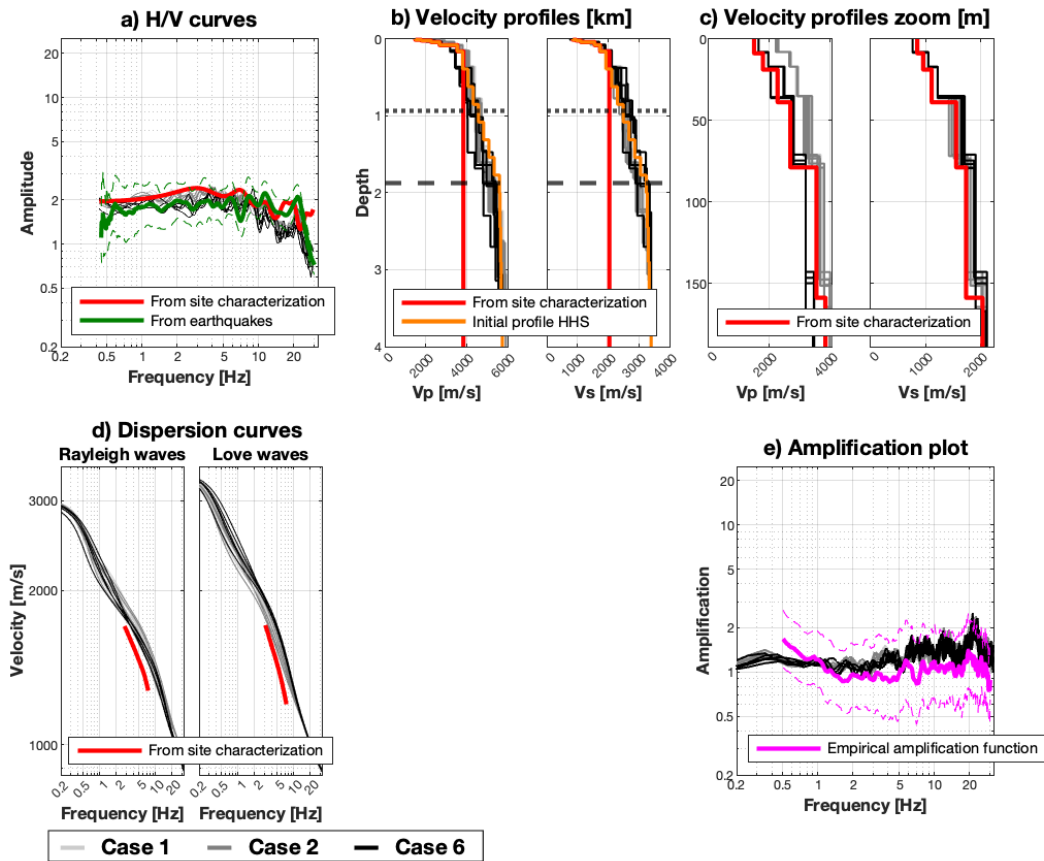 a) H/V curves
Amplitude
20
10
5
2
1
0.5
0.2
0.2 0.5 1 2 5 10 20
Frequency [Hz]
From site characterization
From earthquakes
b) Velocity profiles [km]
Depth
0
1
2
3
4
0 2000 4000 6000
Vp [m/s]
0 1000 2000 3000 4000
Vs [m/s]
From site characterization
Initial profile HHS
c) Velocity profiles zoom [m]
0
50
100
150
0 2000 4000
Vp [m/s]
0 1000 2000
Vs [m/s]
From site characterization
d) Dispersion curves
Rayleigh waves Love waves
Velocity [m/s]
3000
2000
1000
0.2 0.5 1 2 5 10 20
Frequency [Hz]
0.2 0.5 1 2 5 10 20
Frequency [Hz]
From site characterization
e) Amplification plot
Amplification
20
10
5
2
1
0.5
0.2
0.2 0.5 1 2 5 10 20
Frequency [Hz]
Empirical amplification function
Case 1 Case 2 Case 6